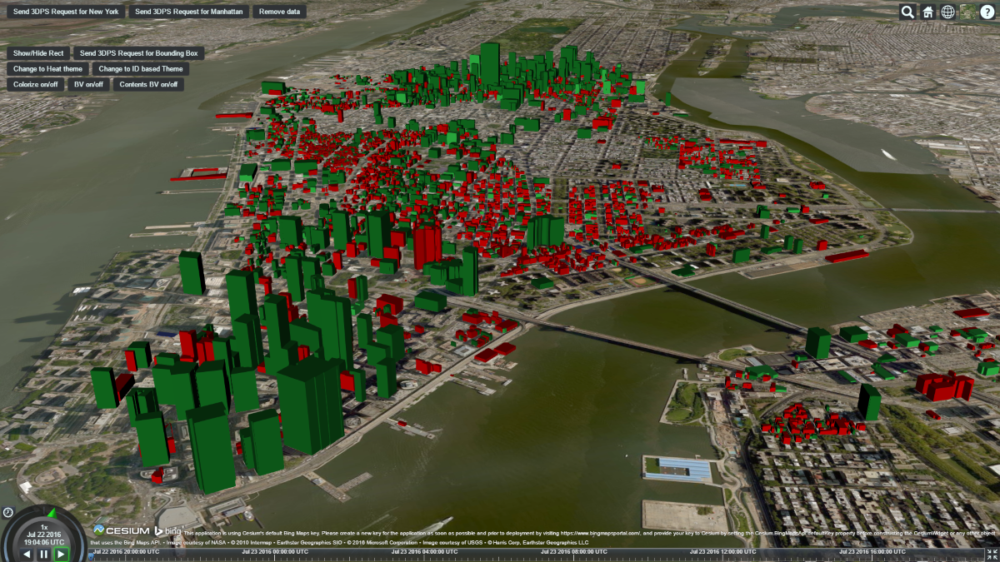 Send 3DPS Request for New York
Send 3DPS Request for Manhattan
Remove data
Show/Hide Rect
Send 3DPS Request for Bounding Box
Change to Heat theme
Change to ID based Theme
Colorize on/off
BV on/off
Contents BV on/off
?
1x
Jul 22 2016
19:04:06 UTC
CESIUM
bing
This application is using Cesium's default Bing Maps key. Please create a new key for the application as soon as possible and prior to deployment by visiting https://www.bingmapsportal.com/, and provide your key to Cesium by setting the Cesium.BingMapsApi.defaultKey property before constructing the CesiumWidget or any other object
that uses the Bing Maps API. • Image courtesy of NASA • © 2010 Intermap • Earthstar Geographics SIO • © 2016 Microsoft Corporation • Image courtesy of USGS • © Harris Corp, Earthstar Geographics LLC
Jul 22 2016 20:00:00 UTC
Jul 23 2016 00:00:00 UTC
Jul 23 2016 04:00:00 UTC
Jul 23 2016 08:00:00 UTC
Jul 23 2016 12:00:00 UTC
Jul 23 2016 16:00:00 UTC